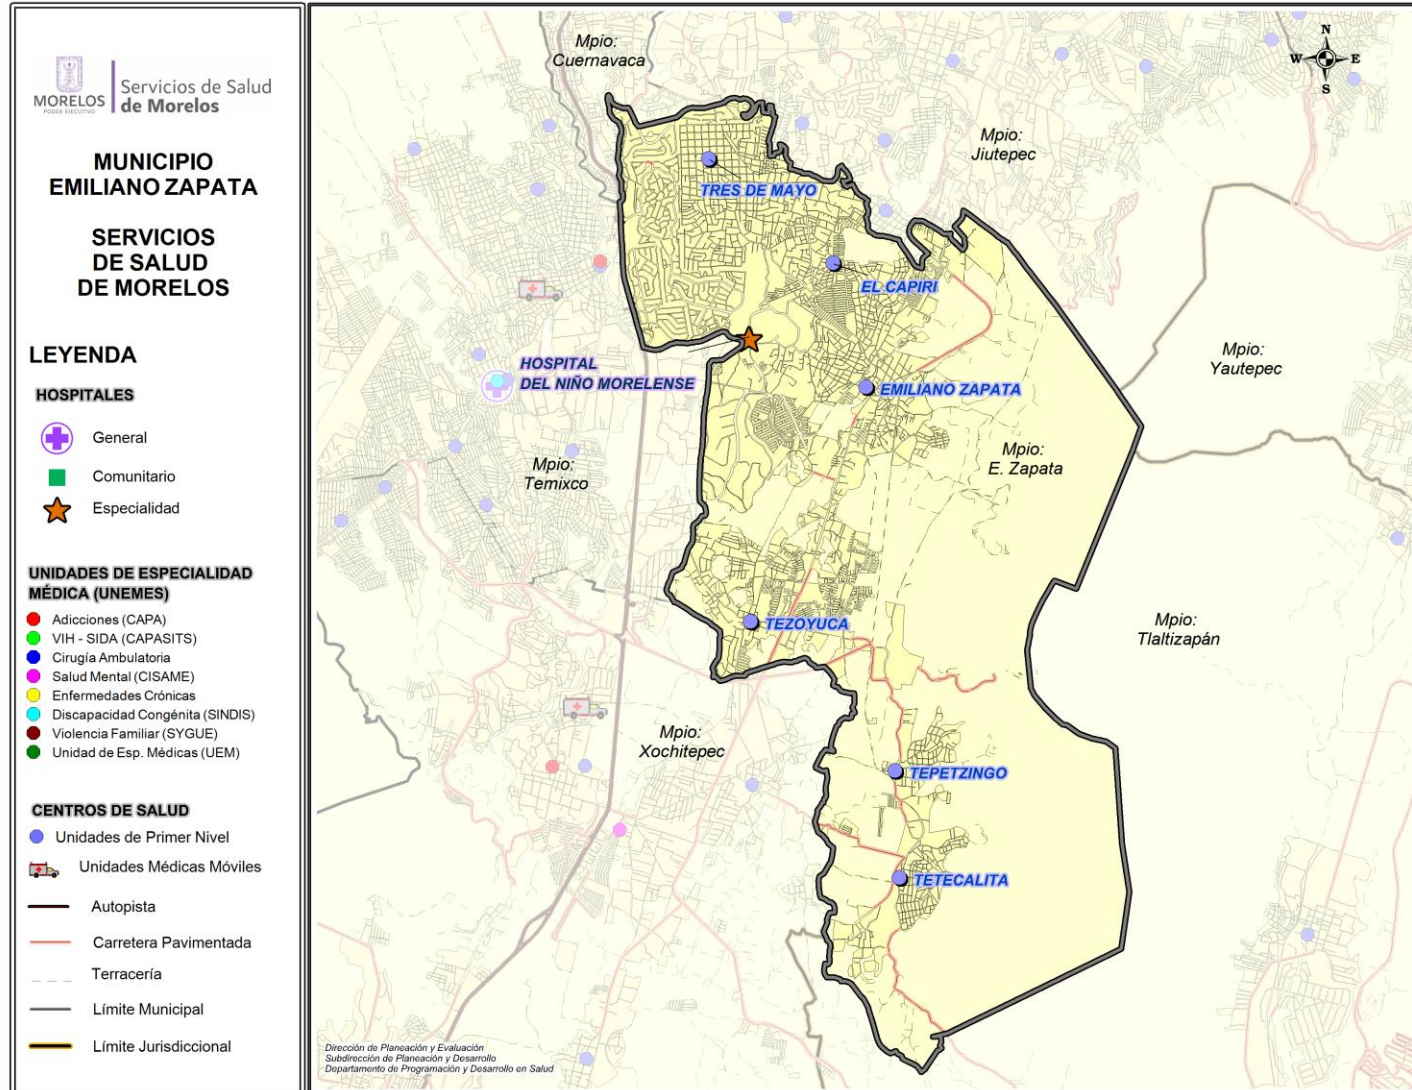 MORELOS
PODER EJECUTIVO
Servicios de Salud
de Morelos
MUNICIPIO
EMILIANO ZAPATA
SERVICIOS
DE SALUD
DE MORELOS
LEYENDA
HOSPITALES
General
Comunitario
Especialidad
UNIDADES DE ESPECIALIDAD
MÉDICA (UNEMES)
Adicciones (CAPA)
VIH - SIDA (CAPASITS)
Cirugía Ambulatoria
Salud Mental (CISAME)
Enfermedades Crónicas
Discapacidad Congénita (SINDIS)
Violencia Familiar (SYGUE)
Unidad de Esp. Médicas (UEM)
CENTROS DE SALUD
Unidades de Primer Nivel
Unidades Médicas Móviles
Autopista
Carretera Pavimentada
Terracería
Límite Municipal
Límite Jurisdiccional
Mpio:
Cuernavaca
N
W E
S
Mpio:
Jiutepec
TRES DE MAYO
EL CAPIRI
HOSPITAL
DEL NIÑO MORELENSE
EMILIANO ZAPATA
Mpio:
Yautepec
Mpio:
E. Zapata
Mpio:
Temixco
TEZOYUCA
Mpio:
Tlaltizapán
Mpio:
Xochitepec
TEPETZINGO
TETECALITA
Dirección de Planeación y Evaluación
Subdirección de Planeación y Desarrollo
Departamento de Programación y Desarrollo en Salud